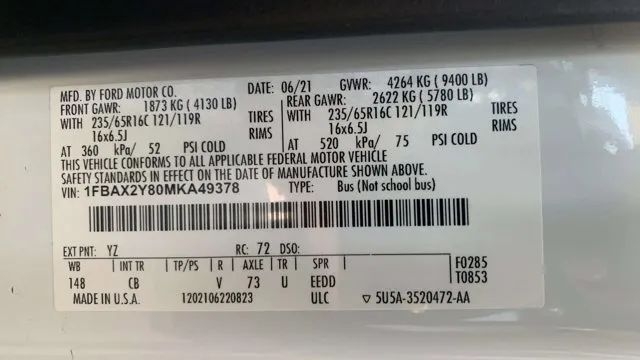 MFD. BY FORD MOTOR CO. DATE: 06/21 GVWR: 4264 KG ( 9400 LB)
FRONT GAWR: 1873 KG ( 4130 LB) REAR GAWR: 2622 KG ( 5780 LB)
WITH 235/65R16C 121/119R TIRES WITH 235/65R16C 121/119R TIRES
16x6.5J RIMS 16x6.5J RIMS
AT 360 kPa/ 52 PSI COLD AT 520 kPa/ 75 PSI COLD
THIS VEHICLE CONFORMS TO ALL APPLICABLE FEDERAL MOTOR VEHICLE
SAFETY STANDARDS IN EFFECT ON THE DATE OF MANUFACTURE SHOWN ABOVE.
VIN: 1FBAX2Y80MKA49378 TYPE: Bus (Not school bus)
EXT PNT: YZ RC: 72 DSO:
WB INT TR TP/PS R AXLE TR SPR F0285
148 CB V 73 U EEDD T0853
MADE IN U.S.A. 1202106220823 ULC ▽ 5U5A-3520472-AA